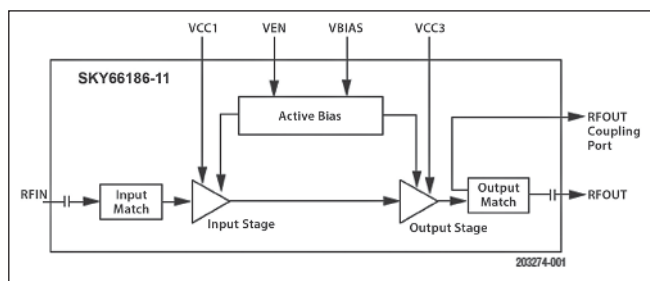 VCC1 VEN VBIAS VCC3
SKY66186-11
Active Bias
RFOUT
Coupling
Port
RFIN
Input
Match
Output
Match
RFOUT
Input Stage
Output Stage
203274-001